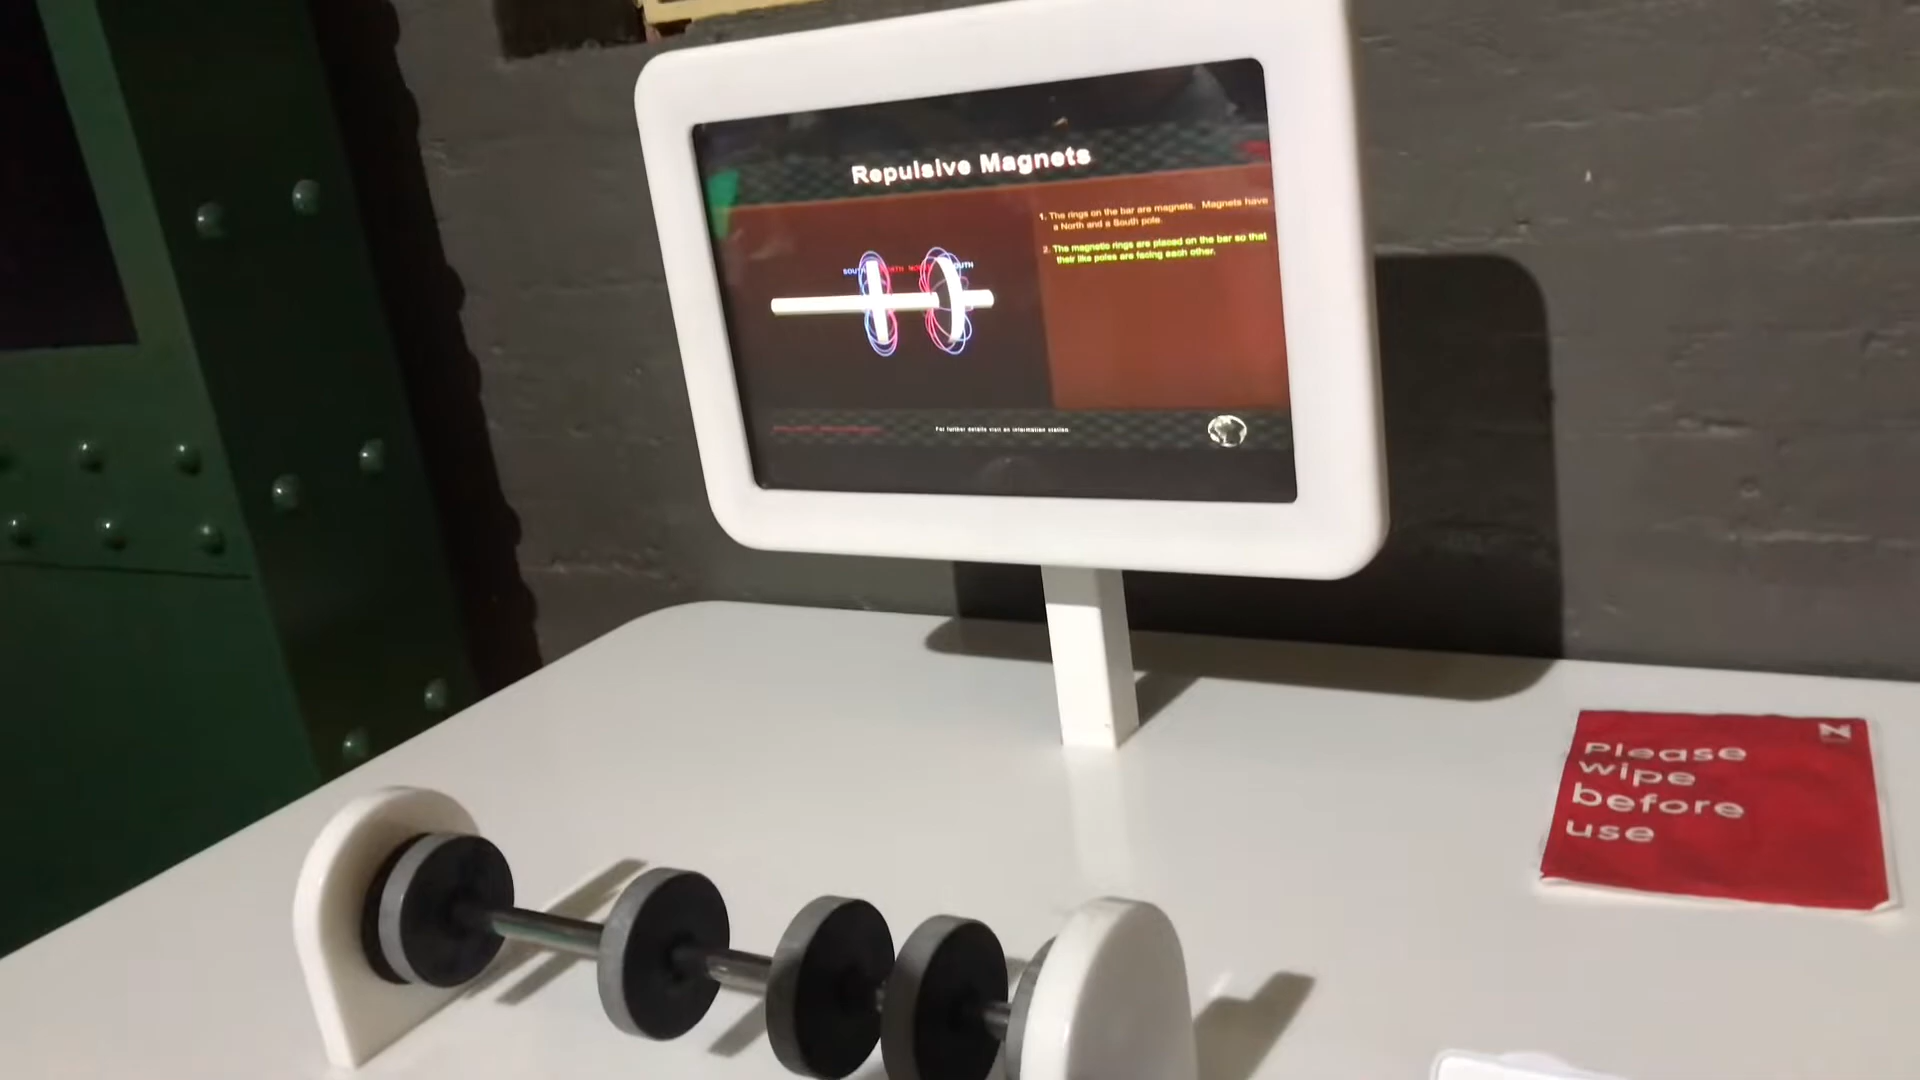 Repulsive Magnets
1. The rings on the bar are magnets. Magnets have
a North and a South pole.
2. The magnetic rings are placed on the bar so that
their like poles are facing each other.
SOUTH NORTH NORTH SOUTH
For further details visit an information station
N
Please
wipe
before
use